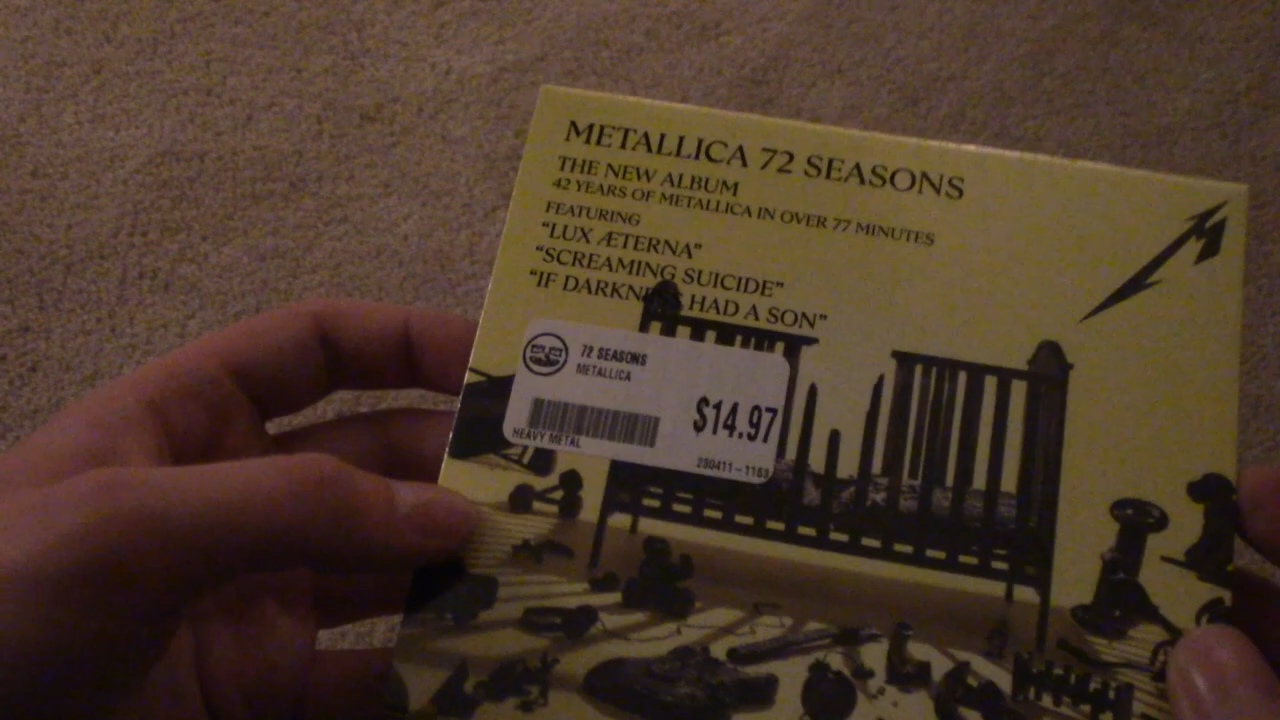 METALLICA 72 SEASONS
THE NEW ALBUM
42 YEARS OF METALLICA IN OVER 77 MINUTES
FEATURING
"LUX ÆTERNA"
"SCREAMING SUICIDE"
"IF DARKNESS HAD A SON"
72 SEASONS
METALLICA
$14.97
HEAVY METAL
230411-1163
M